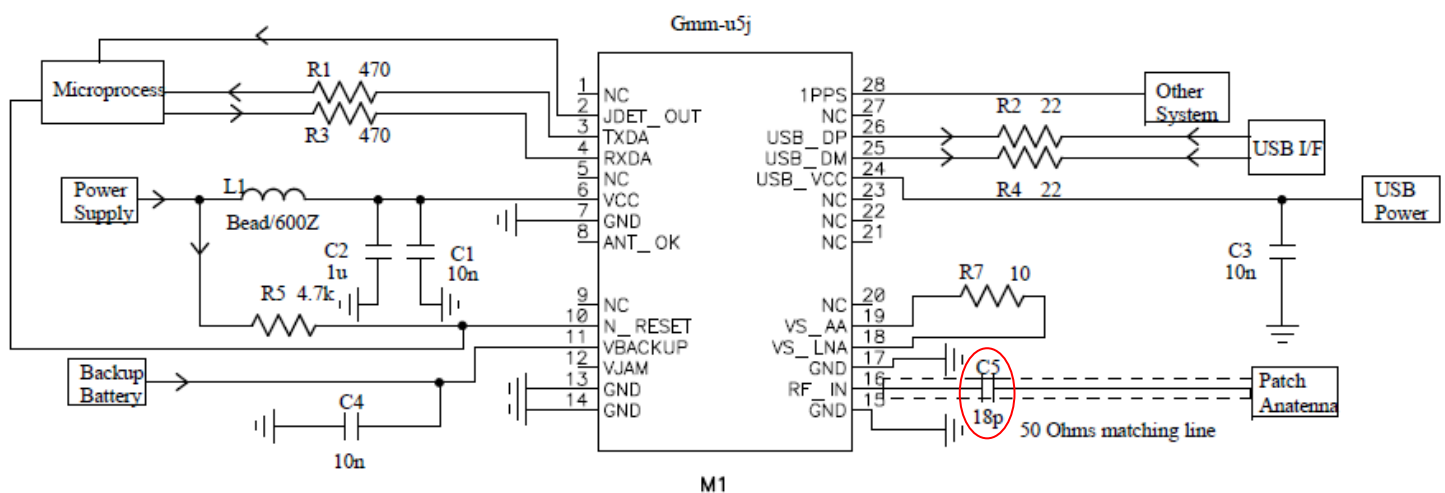 Gmm-u5j
Microprocess
R1 470
R3 470
Power
Supply
L1
Bead/600Z
C2
1u
C1
10n
R5 4.7k
Backup
Battery
C4
10n
1 NC
2 JDET_OUT
3 TXDA
4 RXDA
5 NC
6 VCC
7 GND
8 ANT_OK
9 NC
10 N_RESET
11 VBACKUP
12 VJAM
13 GND
14 GND
1PPS 28
NC 27
USB_DP 26
USB_DM 25
USB_VCC 24
NC 23
NC 22
NC 21
NC 20
VS_AA 19
VS_LNA 18
GND 17
RF_IN 16
GND 15
Other
System
R2 22
USB I/F
R4 22
USB
Power
C3
10n
R7 10
C5
18p
Patch
Anatenna
50 Ohms matching line
M1